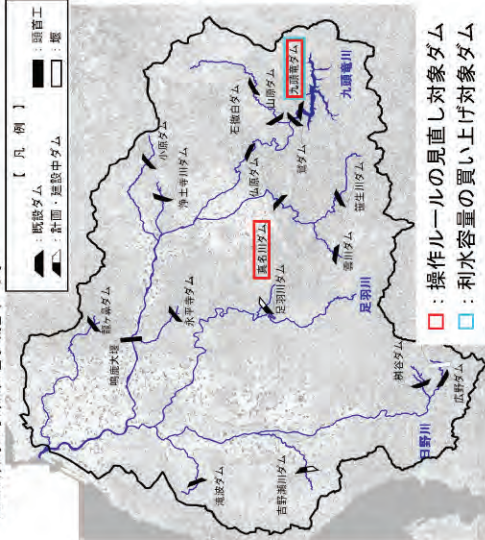 【 凡 例 】
：既設ダム
：計画・建設中ダム
：頭首工
：堰
龍ヶ鼻ダム
鳴鹿大堰
永平寺ダム
浄土寺川ダム
小原ダム
石徹白ダム
山原ダム
九頭竜ダム
九頭竜川
鷲ダム
仏原ダム
真名川ダム
笹生川ダム
雲川ダム
足羽川ダム
足羽川
滝波ダム
吉野瀬川ダム
日野川
桝谷ダム
広野ダム
：操作ルールの見直し対象ダム
：利水容量の買い上げ対象ダム